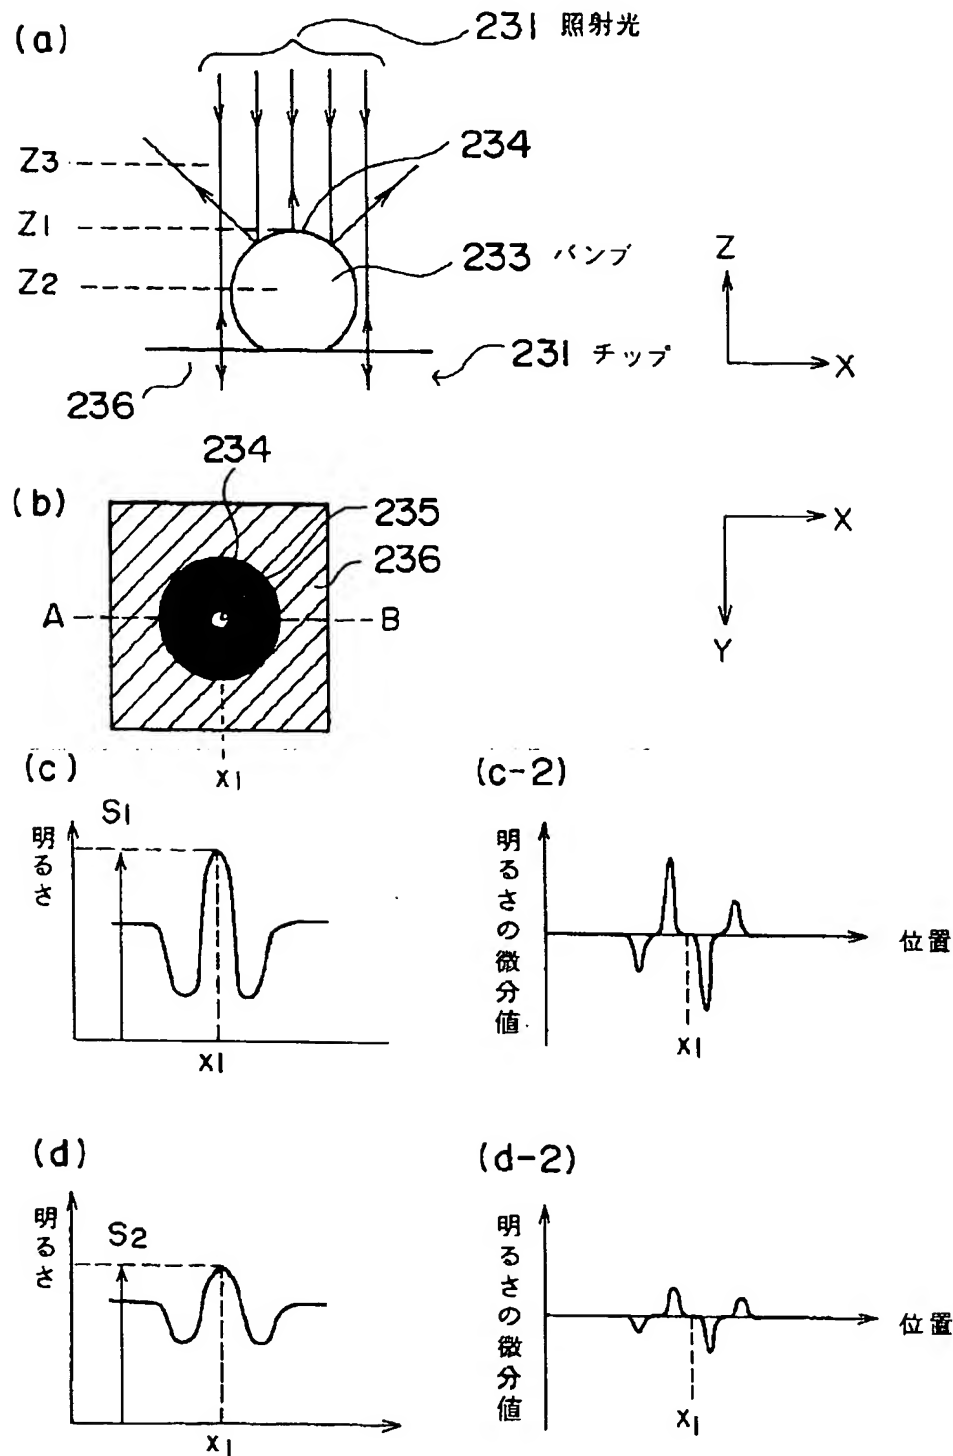 (a)
231 照射光
Z3
234
Z1
Z2
233 バンプ
Z
X
231 チップ
236
(b)
234
235
236
A
B
X
Y
x1
(c)
S1
明るさ
x1
(c-2)
明るさの微分値
位置
x1
(d)
S2
明るさ
x1
(d-2)
明るさの微分値
位置
x1